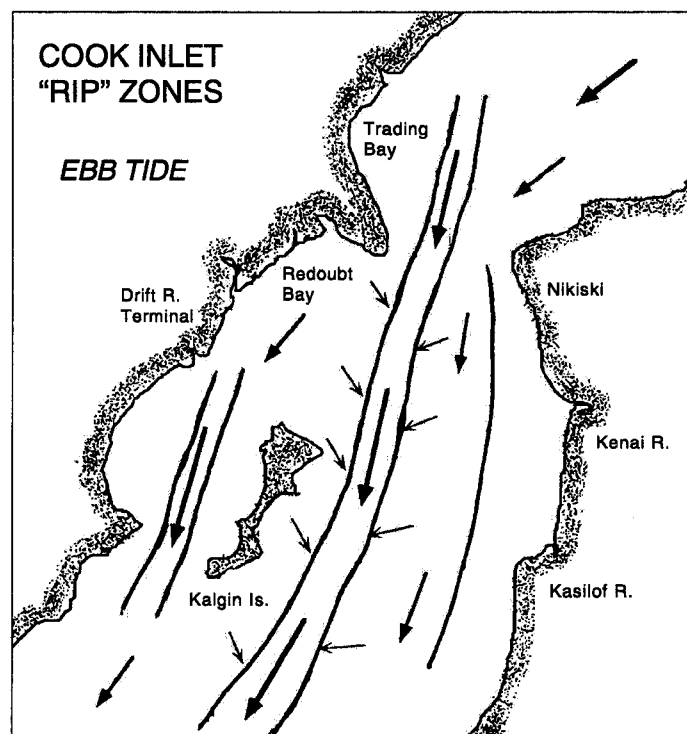 COOK INLET
"RIP" ZONES
EBB TIDE
Trading
Bay
Redoubt
Bay
Drift R.
Terminal
Nikiski
Kenai R.
Kalgin Is.
Kasilof R.